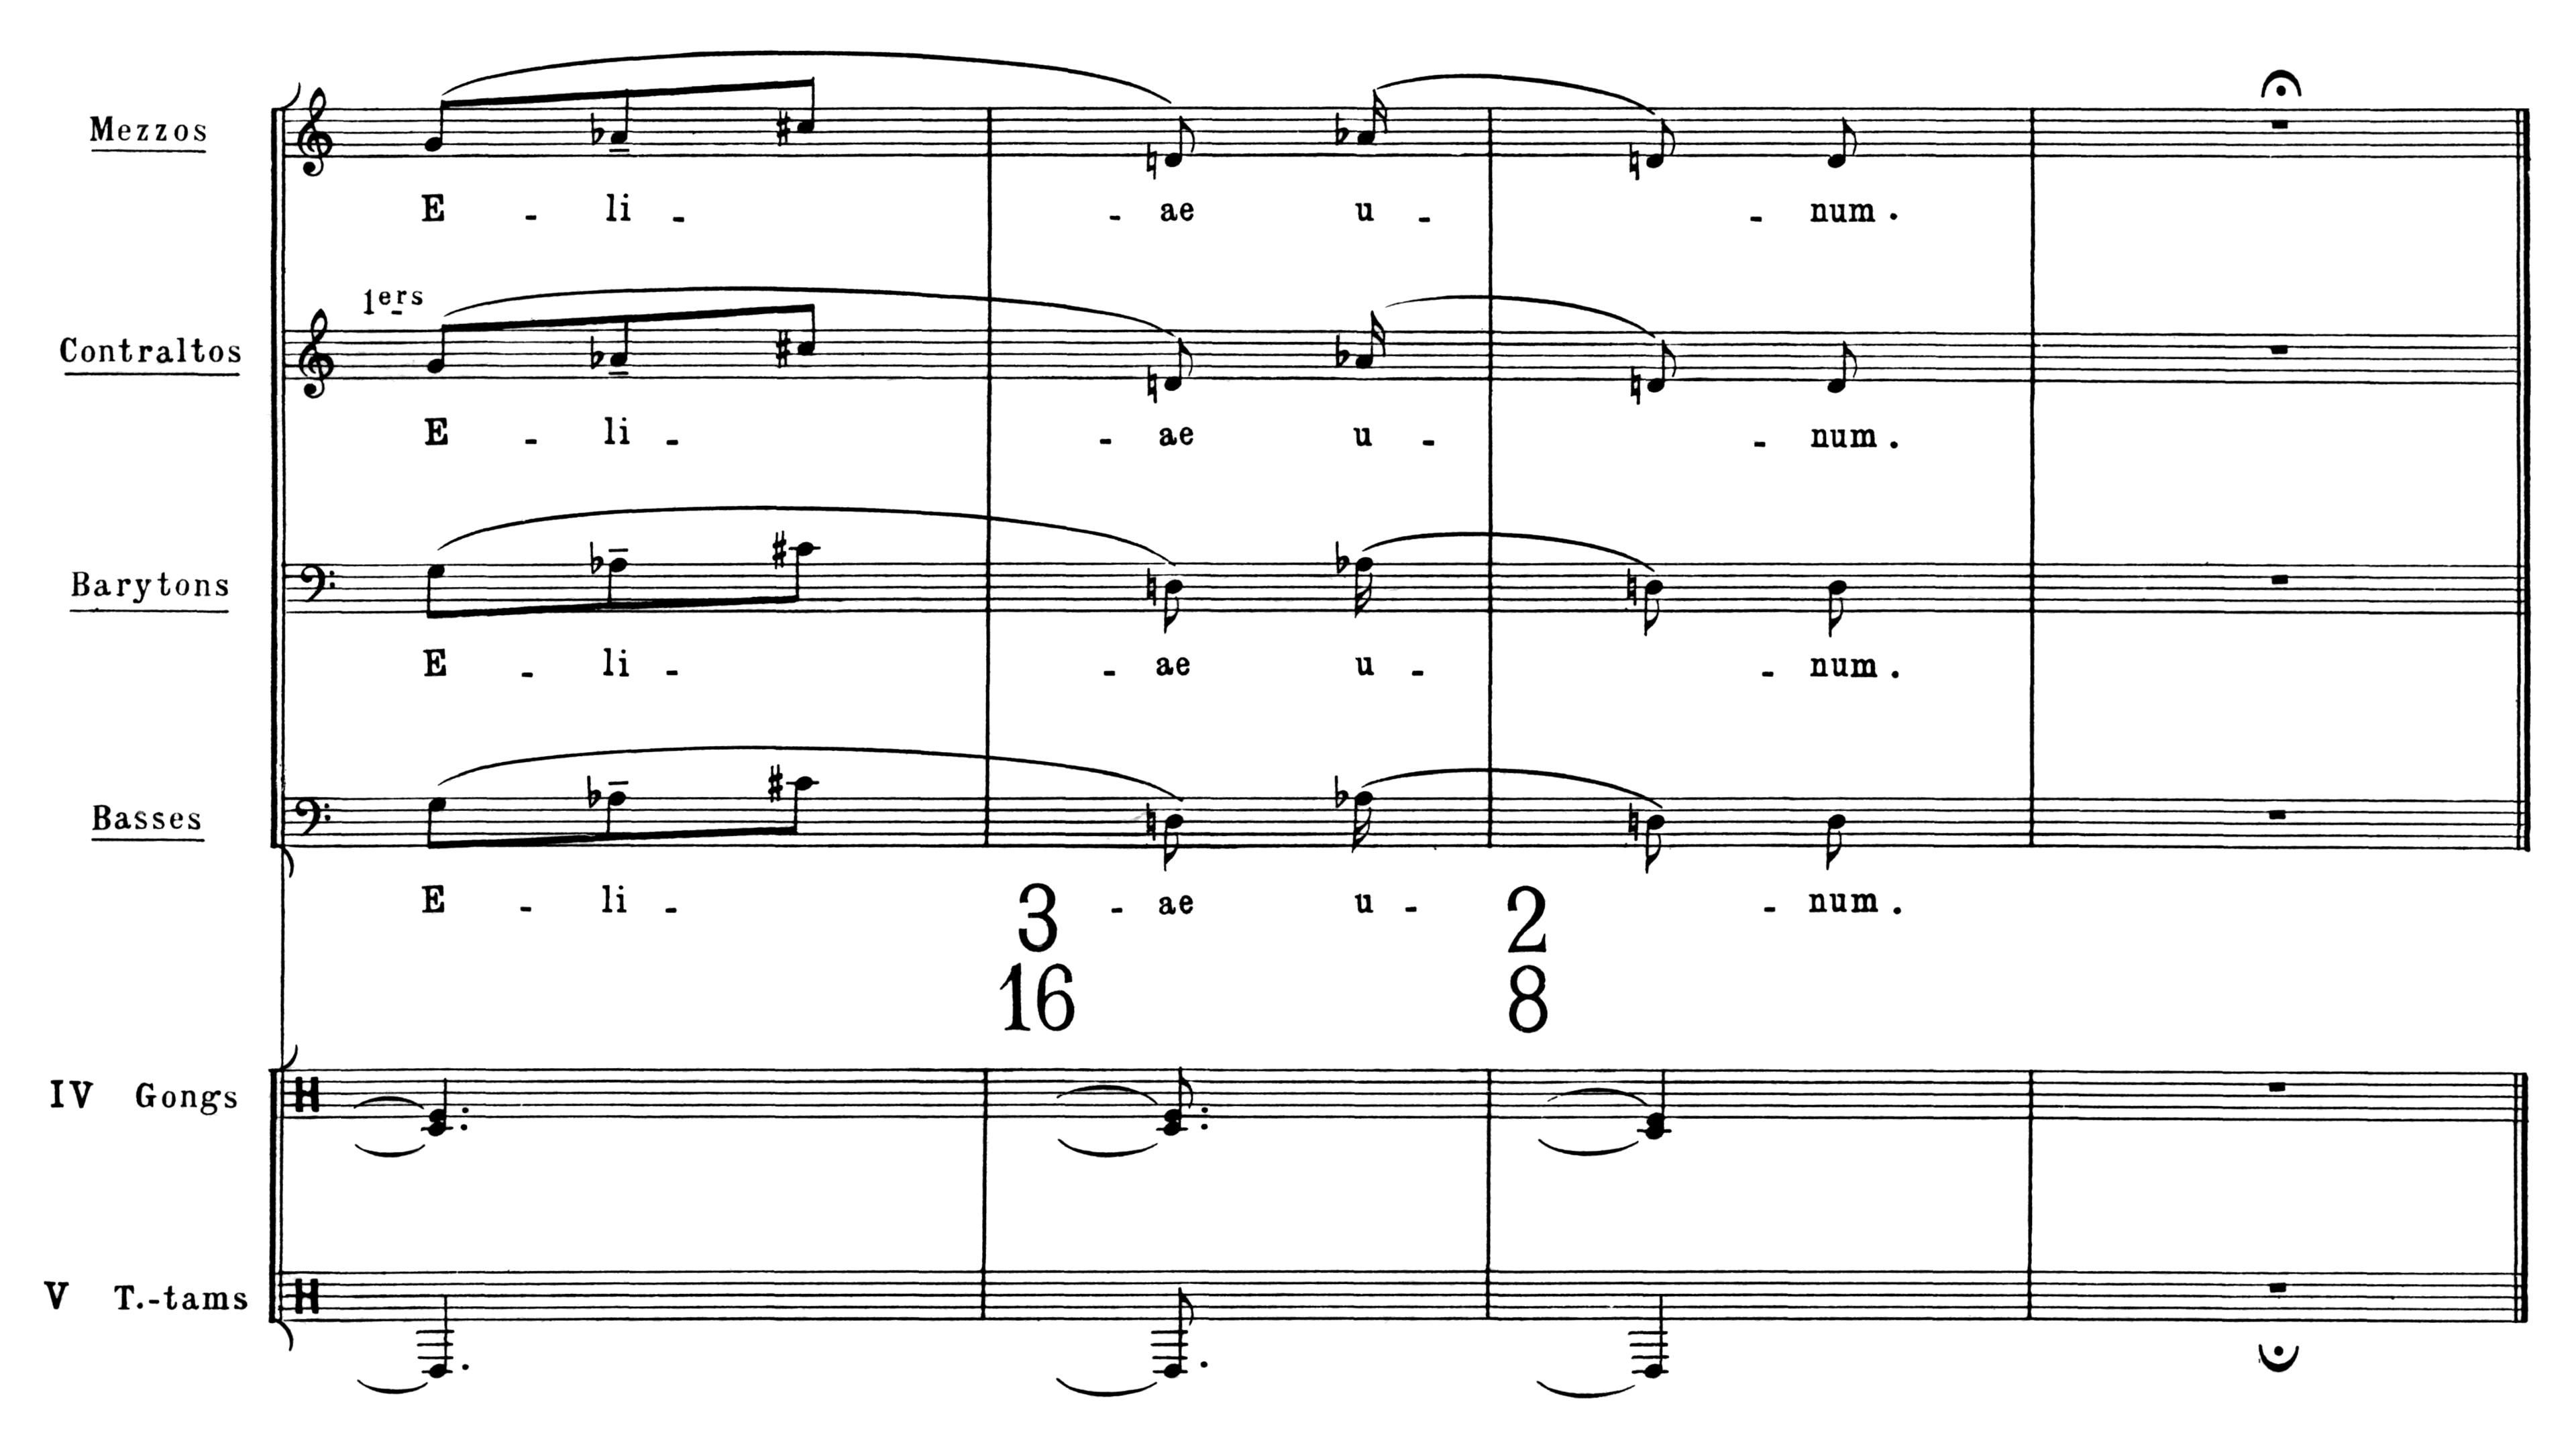 Mezzos
E - li - - ae u - - num.
1ers
Contraltos
E - li - - ae u - - num.
Barytons
E - li - - ae u - - num.
Basses
E - li - - ae u - - num.
3 2
16 8
IV Gongs
V T.-tams